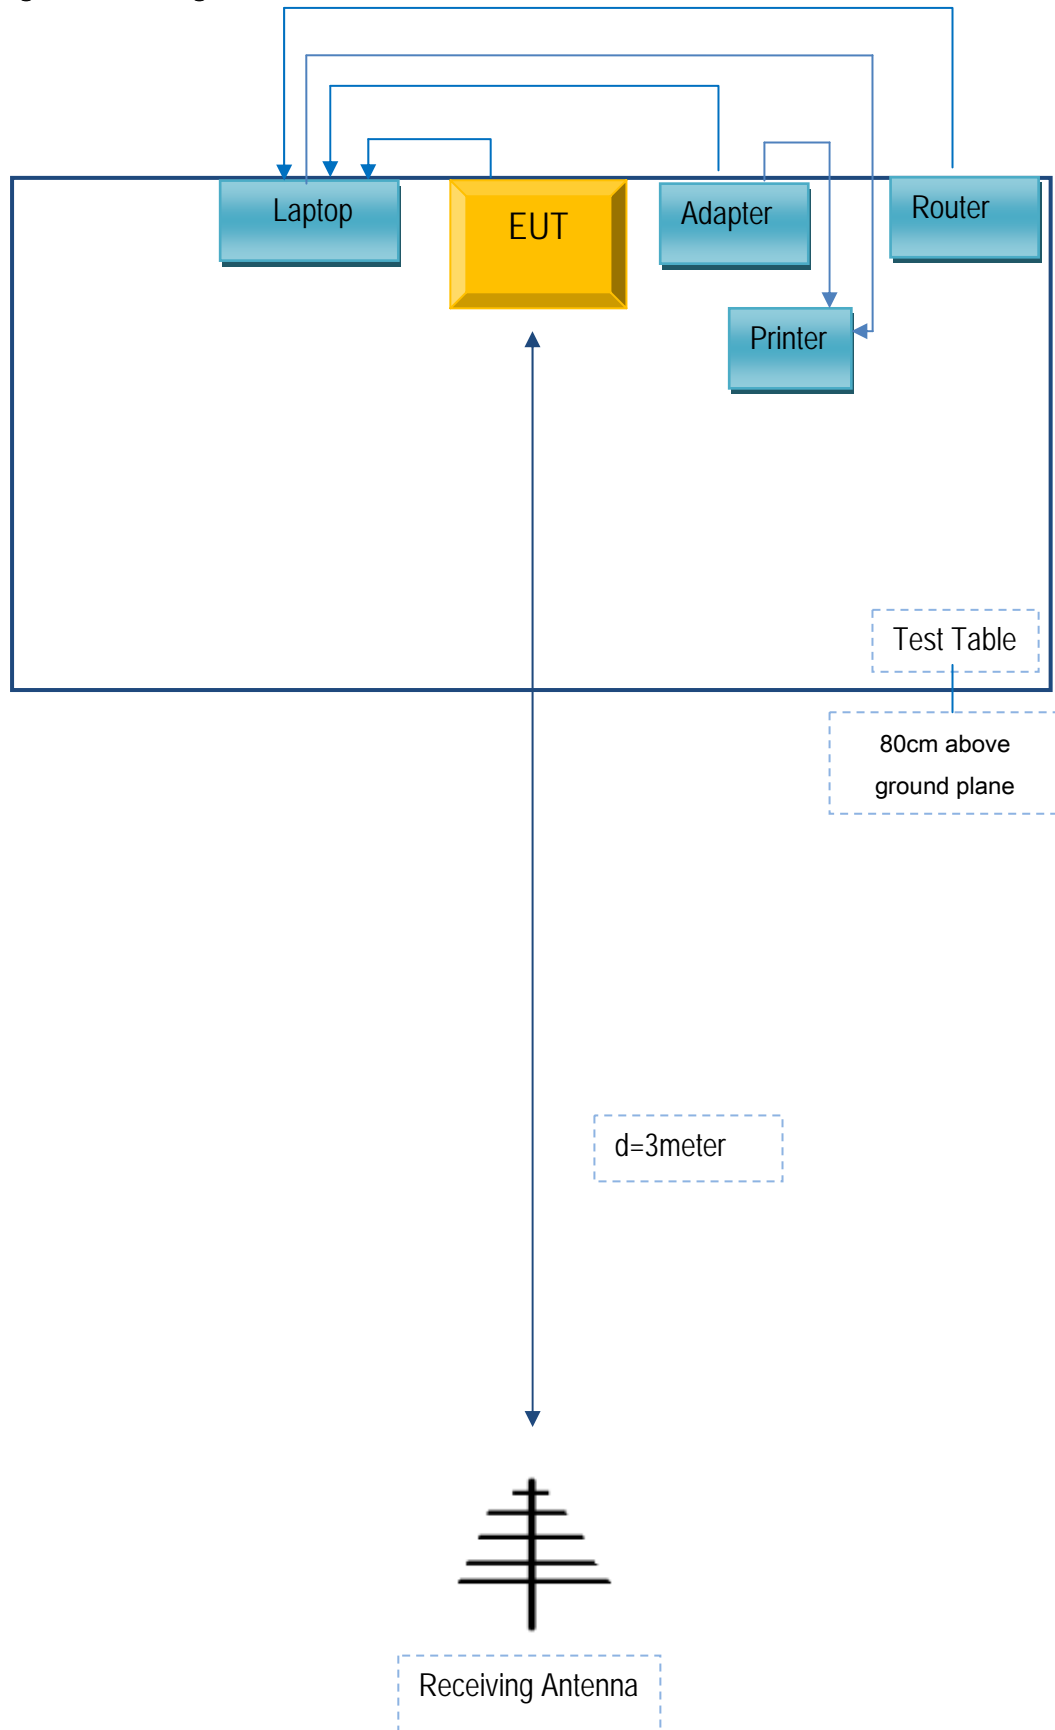 Laptop
EUT
Adapter
Router
Printer
Test Table
80cm above
ground plane
d=3meter
Receiving Antenna